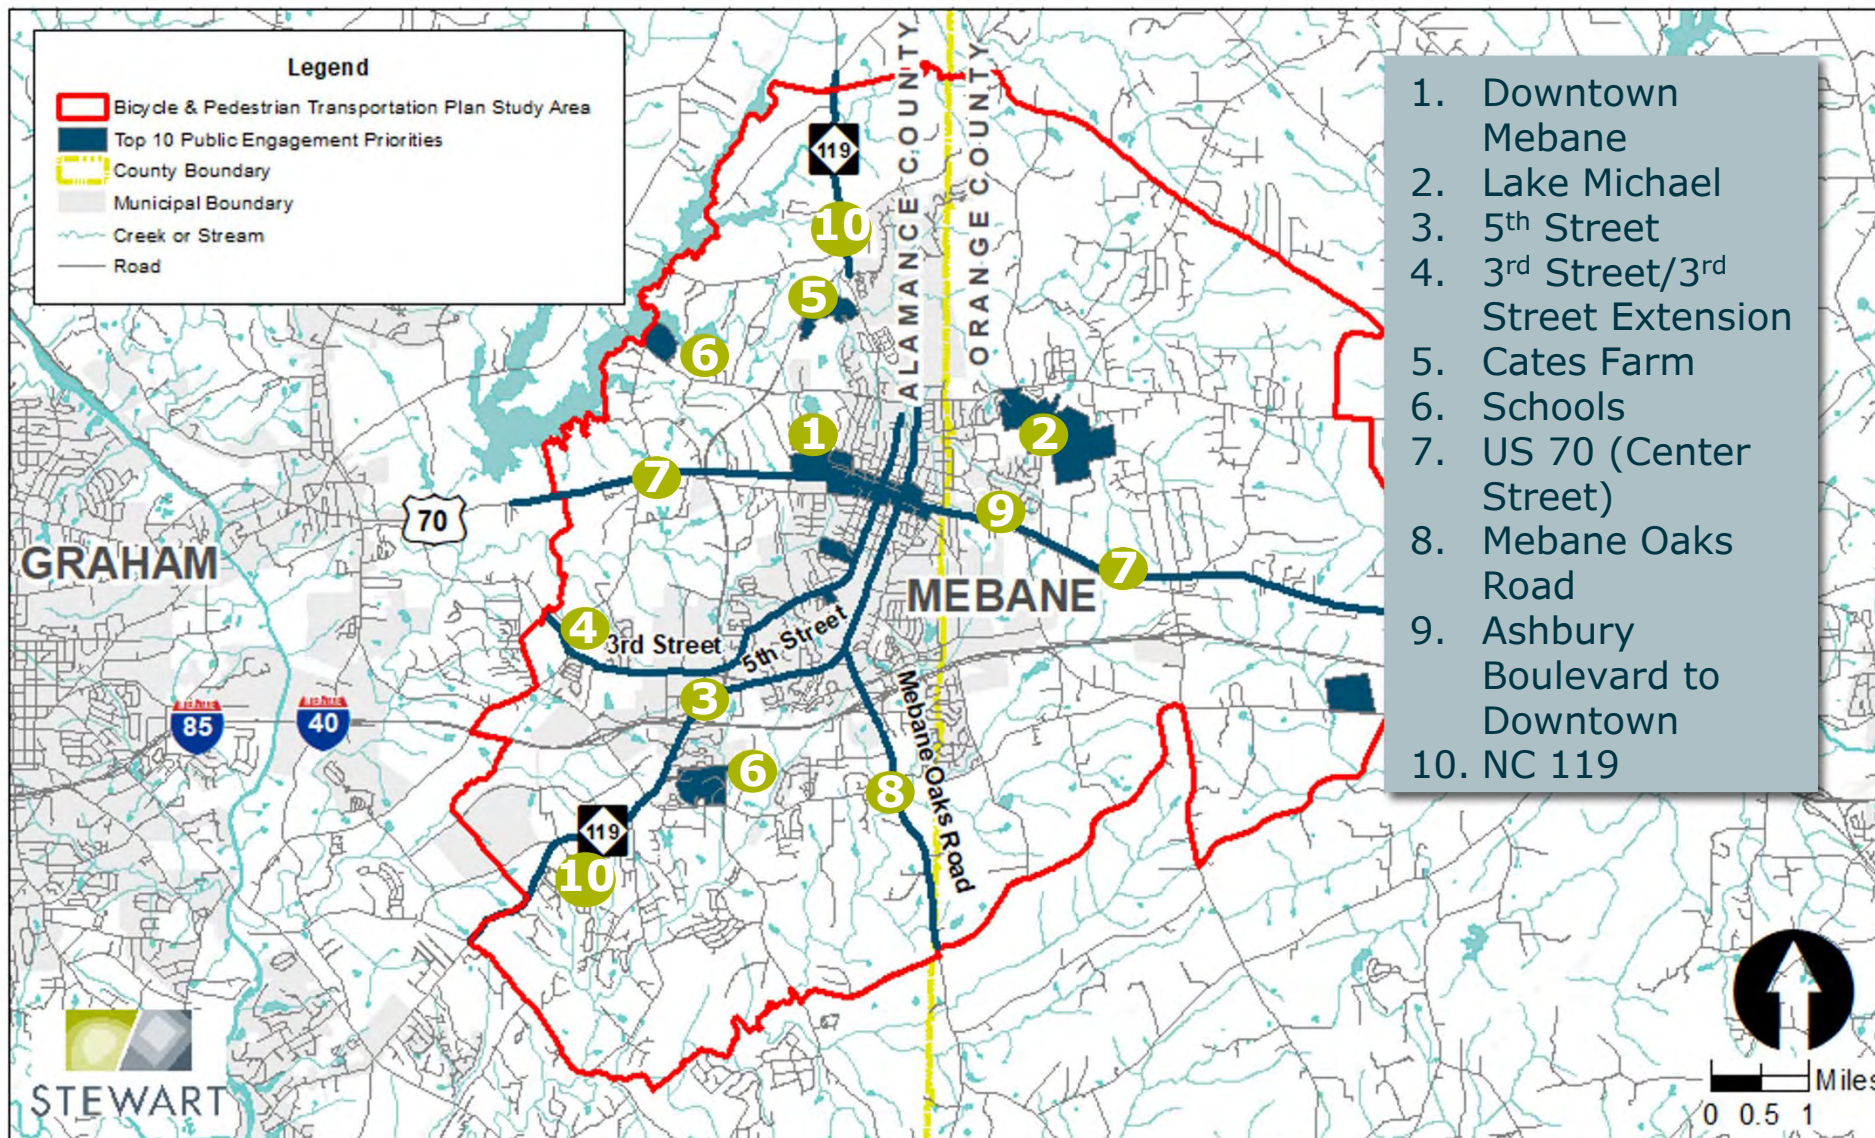 Legend
Bicycle & Pedestrian Transportation Plan Study Area
Top 10 Public Engagement Priorities
County Boundary
Municipal Boundary
Creek or Stream
Road
1. Downtown
Mebane
2. Lake Michael
3. 5th Street
4. 3rd Street/3rd
Street Extension
5. Cates Farm
6. Schools
7. US 70 (Center
Street)
8. Mebane Oaks
Road
9. Ashbury
Boulevard to
Downtown
10. NC 119
ALAMANCE COUNTY
ORANGE COUNTY
119
10
5
6
1
2
7
70
9
7
GRAHAM
MEBANE
4
3rd Street
5th Street
3
85
40
Mebane Oaks Road
6
8
119
10
STEWART
Miles
0 0.5 1